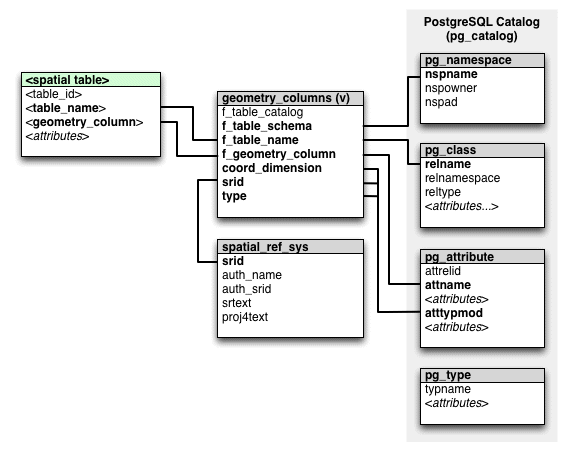 PostgreSQL Catalog
(pg_catalog)
<spatial table>
<table_id>
<table_name>
<geometry_column>
<attributes>
geometry_columns (v)
f_table_catalog
f_table_schema
f_table_name
f_geometry_column
coord_dimension
srid
type
spatial_ref_sys
srid
auth_name
auth_srid
srtext
proj4text
pg_namespace
nspname
nspowner
nspad
pg_class
relname
relnamespace
reltype
<attributes...>
pg_attribute
attrelid
attname
<attributes>
atttypmod
<attributes>
pg_type
typname
<attributes>